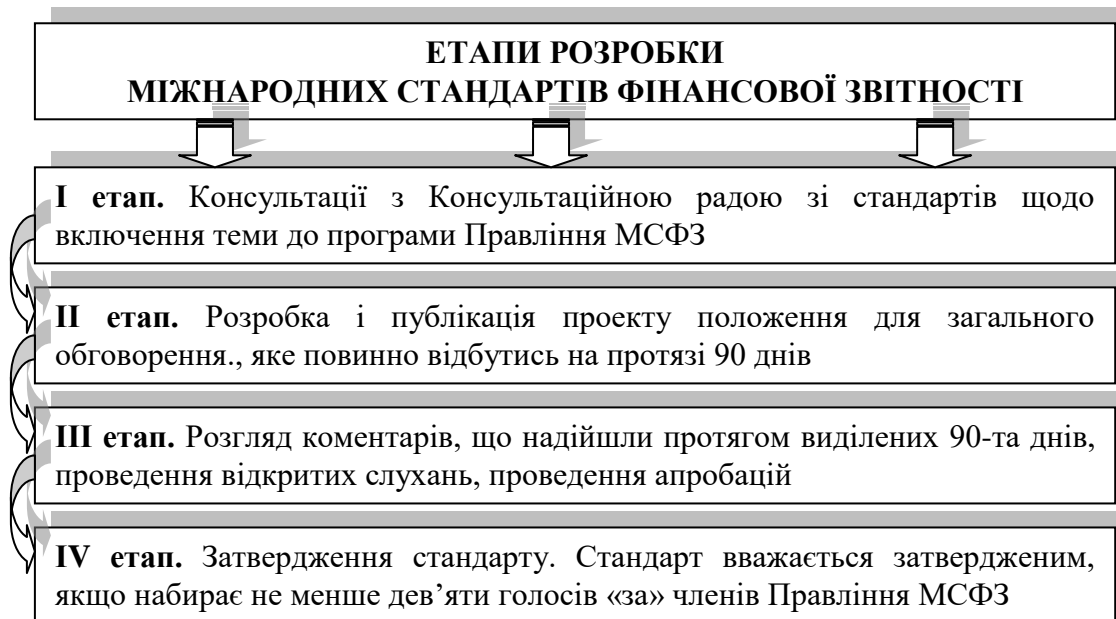 ЕТАПИ РОЗРОБКИ
МІЖНАРОДНИХ СТАНДАРТІВ ФІНАНСОВОЇ ЗВІТНОСТІ
І етап. Консультації з Консультаційною радою зі стандартів щодо
включення теми до програми Правління МСФЗ
ІІ етап. Розробка і публікація проекту положення для загального
обговорення., яке повинно відбутись на протязі 90 днів
ІІІ етап. Розгляд коментарів, що надійшли протягом виділених 90-та днів,
проведення відкритих слухань, проведення апробацій
IV етап. Затвердження стандарту. Стандарт вважається затвердженим,
якщо набирає не менше дев’яти голосів «за» членів Правління МСФЗ